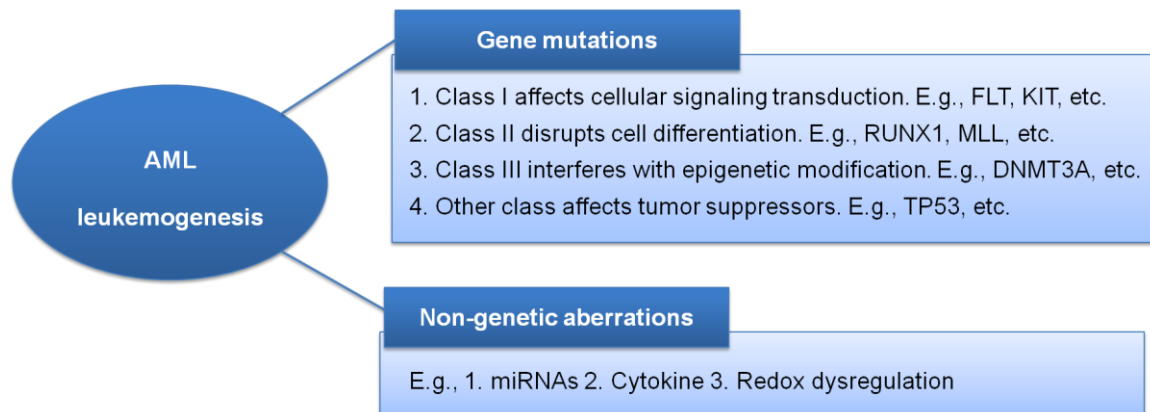 Gene mutations
1. Class I affects cellular signaling transduction. E.g., FLT, KIT, etc.
2. Class II disrupts cell differentiation. E.g., RUNX1, MLL, etc.
3. Class III interferes with epigenetic modification. E.g., DNMT3A, etc.
4. Other class affects tumor suppressors. E.g., TP53, etc.
AML
leukemogenesis
Non-genetic aberrations
E.g., 1. miRNAs 2. Cytokine 3. Redox dysregulation